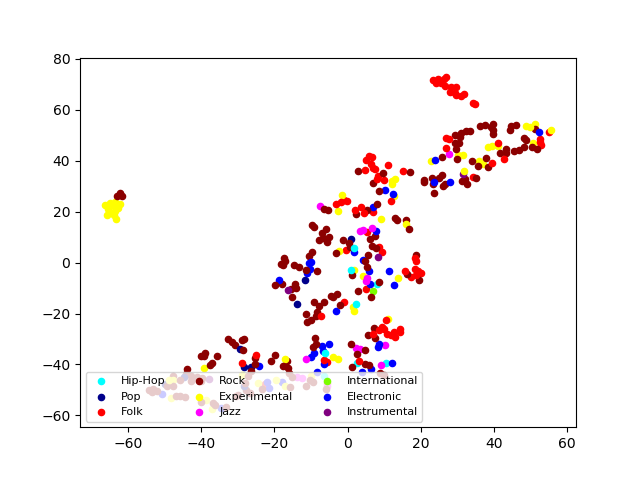 80
60
40
20
0
−20
−40
−60
Hip-Hop Rock International
Pop Experimental Electronic
Folk Jazz Instrumental
−60 −40 −20 0 20 40 60